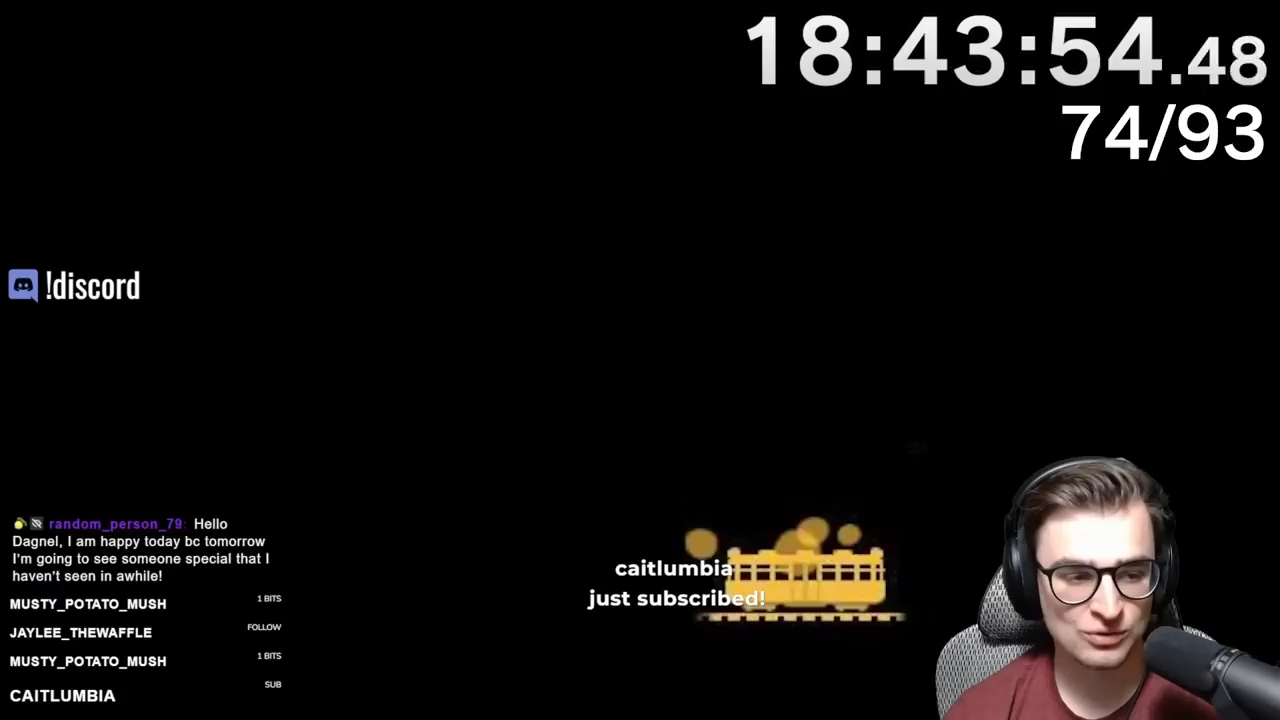 18:43:54.48
74/93
!discord
random_person_79: Hello
Dagnel, I am happy today bc tomorrow
I'm going to see someone special that I
haven't seen in awhile!
MUSTY_POTATO_MUSH 1 BITS
JAYLEE_THEWAFFLE FOLLOW
MUSTY_POTATO_MUSH 1 BITS
CAITLUMBIA SUB
caitlumbia
just subscribed!